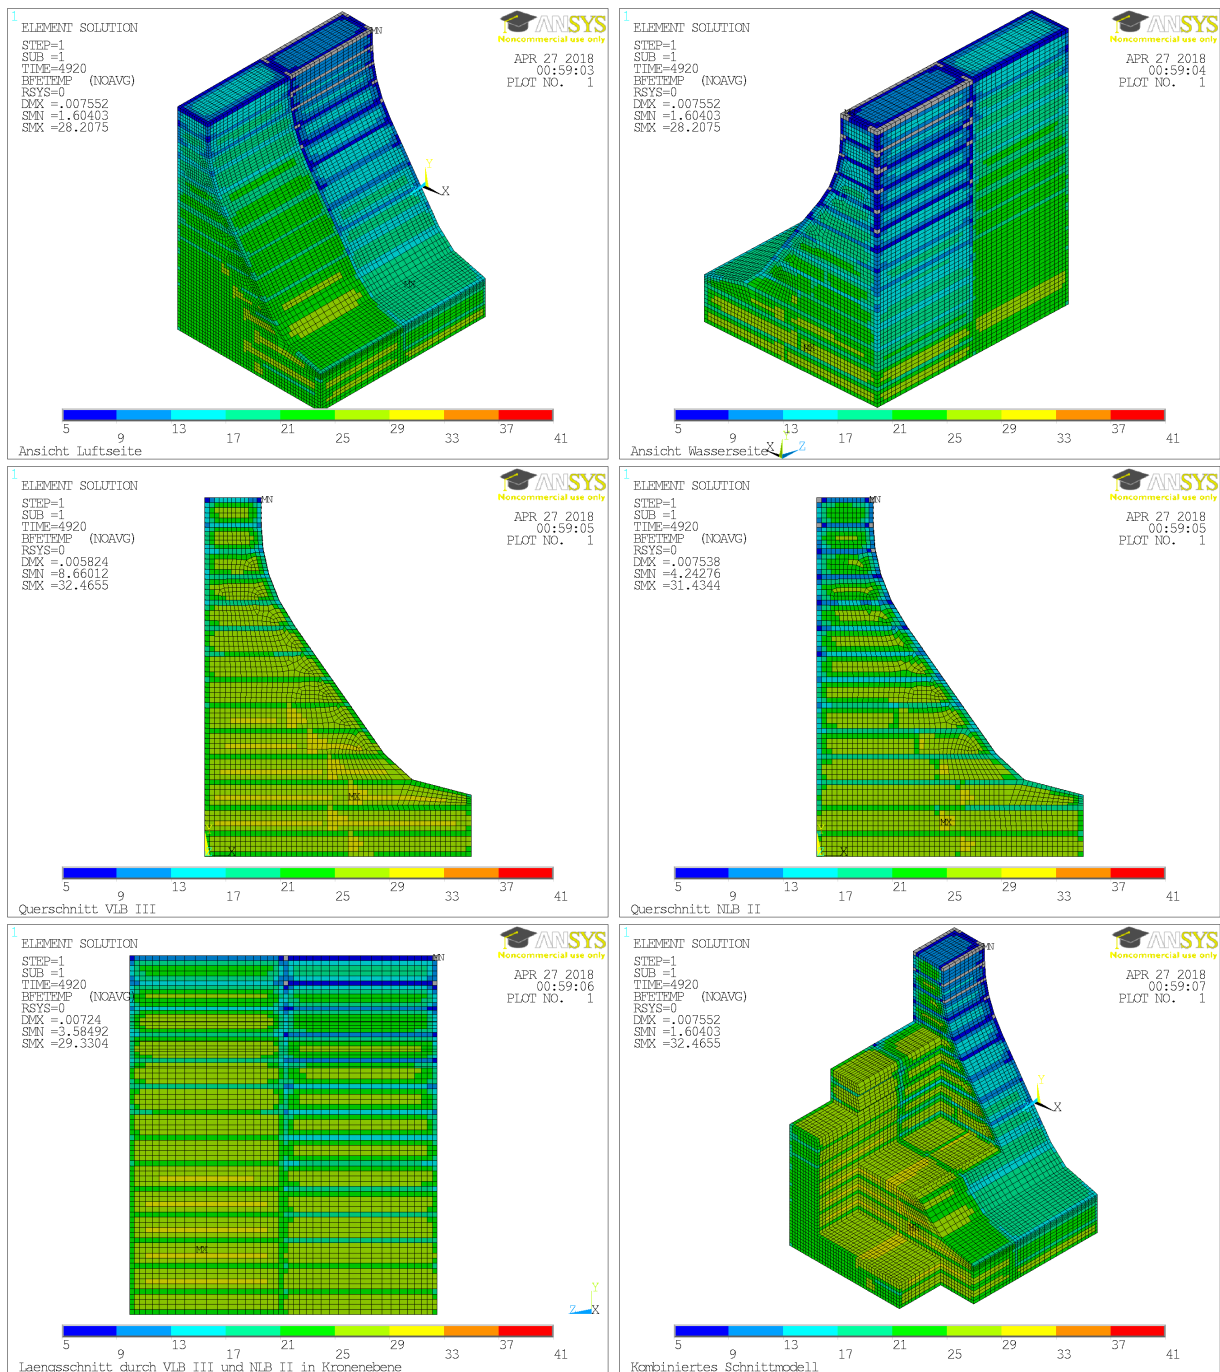 1
ELEMENT SOLUTION
STEP=1
SUB =1
TIME=4920
BFETEMP (NOAVG)
RSYS=0
DMX =.007552
SMN =1.60403
SMX =28.2075
ANSYS
Noncommercial use only
APR 27 2018
00:59:03
PLOT NO. 1
MN
MX
Y
X
5 9 13 17 21 25 29 33 37 41
Ansicht Luftseite
1
ELEMENT SOLUTION
STEP=1
SUB =1
TIME=4920
BFETEMP (NOAVG)
RSYS=0
DMX =.007552
SMN =1.60403
SMX =28.2075
ANSYS
Noncommercial use only
APR 27 2018
00:59:04
PLOT NO. 1
MX
5 9 13 17 21 25 29 33 37 41
Ansicht Wasserseite
X Y Z
1
ELEMENT SOLUTION
STEP=1
SUB =1
TIME=4920
BFETEMP (NOAVG)
RSYS=0
DMX =.005824
SMN =8.66012
SMX =32.4655
ANSYS
Noncommercial use only
APR 27 2018
00:59:05
PLOT NO. 1
MN
MX
Y
X
5 9 13 17 21 25 29 33 37 41
Querschnitt VLB III
1
ELEMENT SOLUTION
STEP=1
SUB =1
TIME=4920
BFETEMP (NOAVG)
RSYS=0
DMX =.007538
SMN =4.24276
SMX =31.4344
ANSYS
Noncommercial use only
APR 27 2018
00:59:05
PLOT NO. 1
MN
MX
Y
X
5 9 13 17 21 25 29 33 37 41
Querschnitt NLB II
1
ELEMENT SOLUTION
STEP=1
SUB =1
TIME=4920
BFETEMP (NOAVG)
RSYS=0
DMX =.00724
SMN =3.58492
SMX =29.3304
ANSYS
Noncommercial use only
APR 27 2018
00:59:06
PLOT NO. 1
MN
MX
Y
Z X
5 9 13 17 21 25 29 33 37 41
Laengsschnitt durch VLB III und NLB II in Kronenebene
1
ELEMENT SOLUTION
STEP=1
SUB =1
TIME=4920
BFETEMP (NOAVG)
RSYS=0
DMX =.007552
SMN =1.60403
SMX =32.4655
ANSYS
Noncommercial use only
APR 27 2018
00:59:07
PLOT NO. 1
MN
MX
Y
X
5 9 13 17 21 25 29 33 37 41
Kombiniertes Schnittmodell